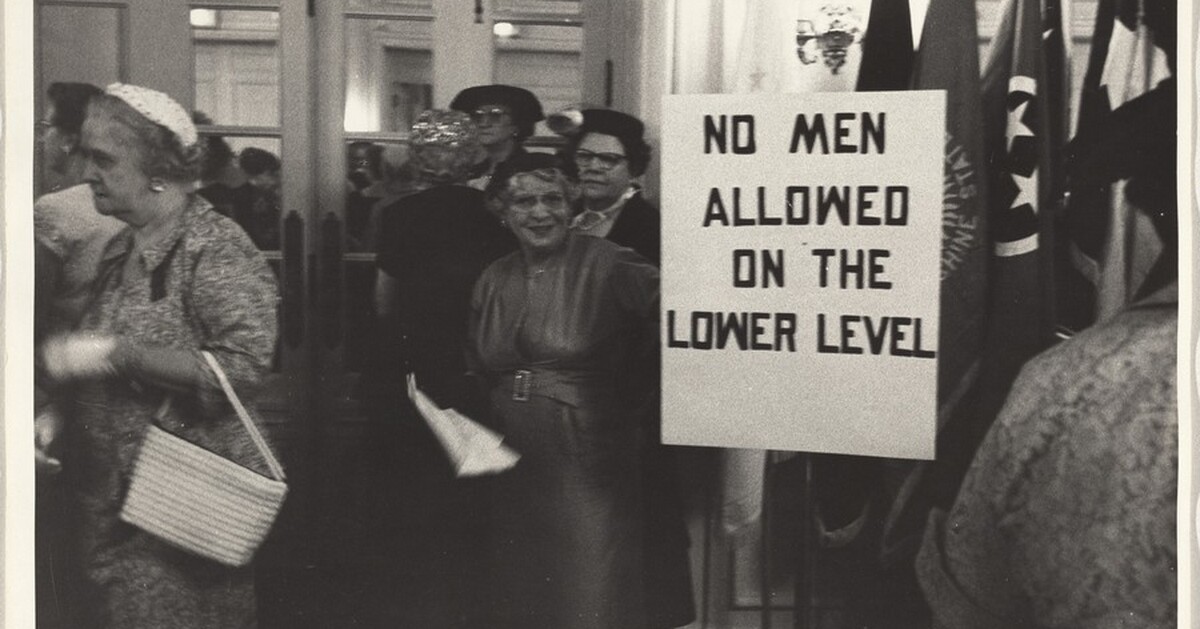 NO MEN
ALLOWED
ON THE
LOWER LEVEL